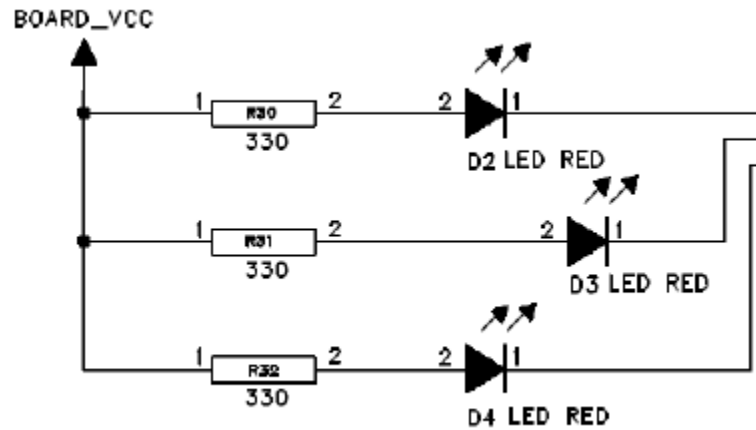 BOARD_VCC
1 R30 2 2 1
330
D2 LED RED
1 R31 2 2 1
330
D3 LED RED
1 R32 2 2 1
330
D4 LED RED